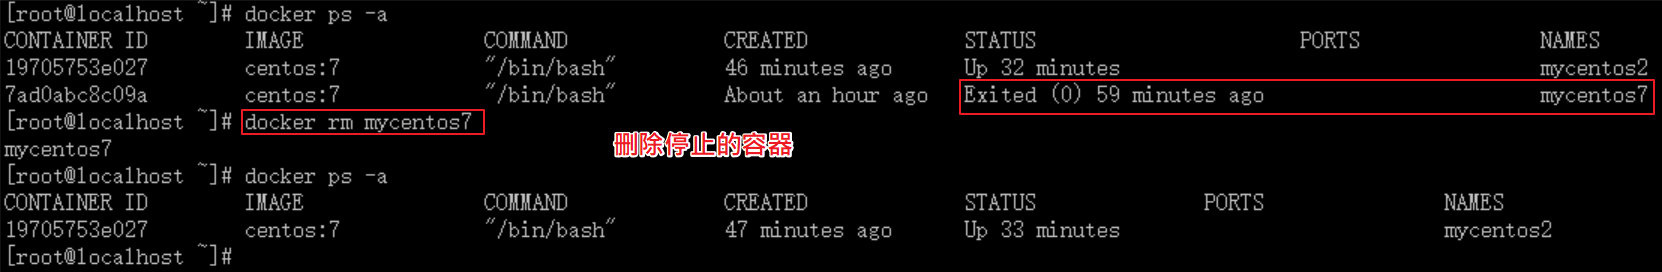 [root@localhost ~]# docker ps -a
CONTAINER ID IMAGE COMMAND CREATED STATUS PORTS NAMES
19705753e027 centos:7 "/bin/bash" 46 minutes ago Up 32 minutes mycentos2
7ad0abc8c09a centos:7 "/bin/bash" About an hour ago Exited (0) 59 minutes ago mycentos7
[root@localhost ~]# docker rm mycentos7
mycentos7
删除停止的容器
[root@localhost ~]# docker ps -a
CONTAINER ID IMAGE COMMAND CREATED STATUS PORTS NAMES
19705753e027 centos:7 "/bin/bash" 47 minutes ago Up 33 minutes mycentos2
[root@localhost ~]#